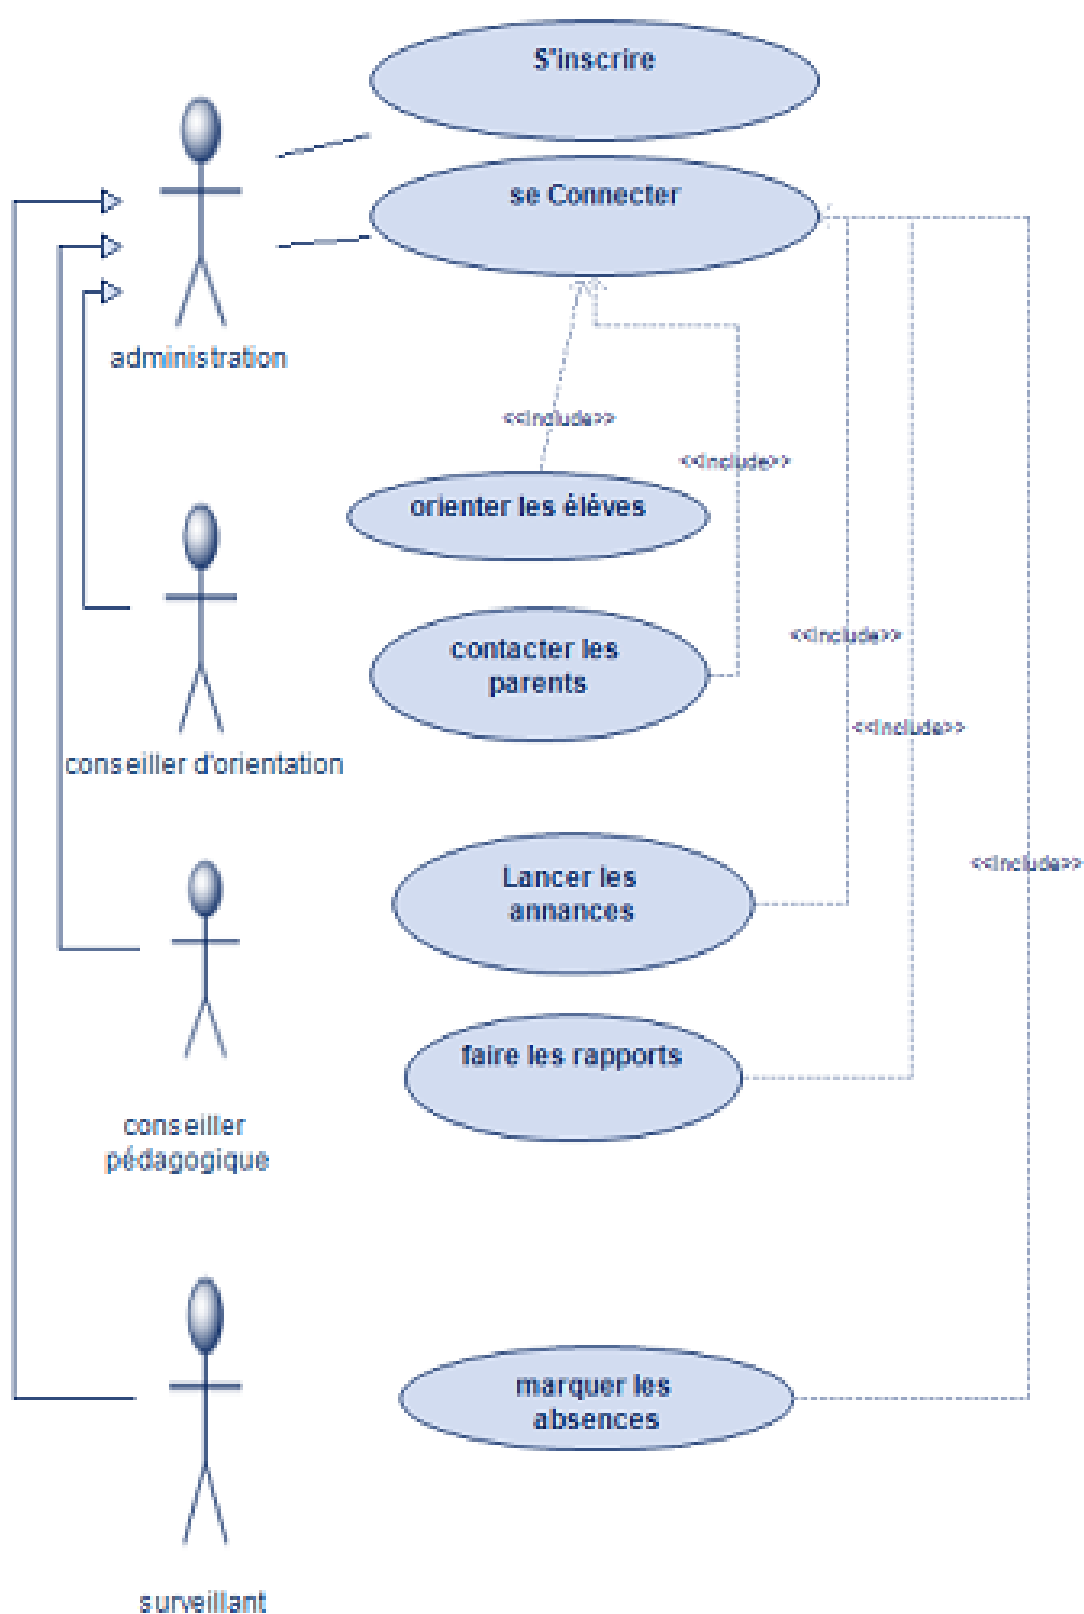 S'inscrire
se Connecter
administration
<<include>>
<<include>>
orienter les élèves
contacter les
parents
<<include>>
<<include>>
conseiller d'orientation
Lancer les
annances
<<include>>
conseiller
pédagogique
faire les rapports
marquer les
absences
surveillant